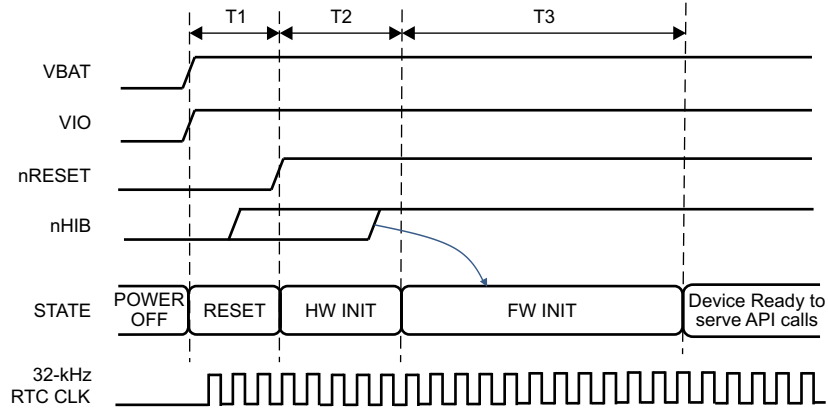 T1 T2 T3
VBAT
VIO
nRESET
nHIB
STATE
POWER
OFF
RESET
HW INIT
FW INIT
Device Ready to
serve API calls
32-kHz
RTC CLK